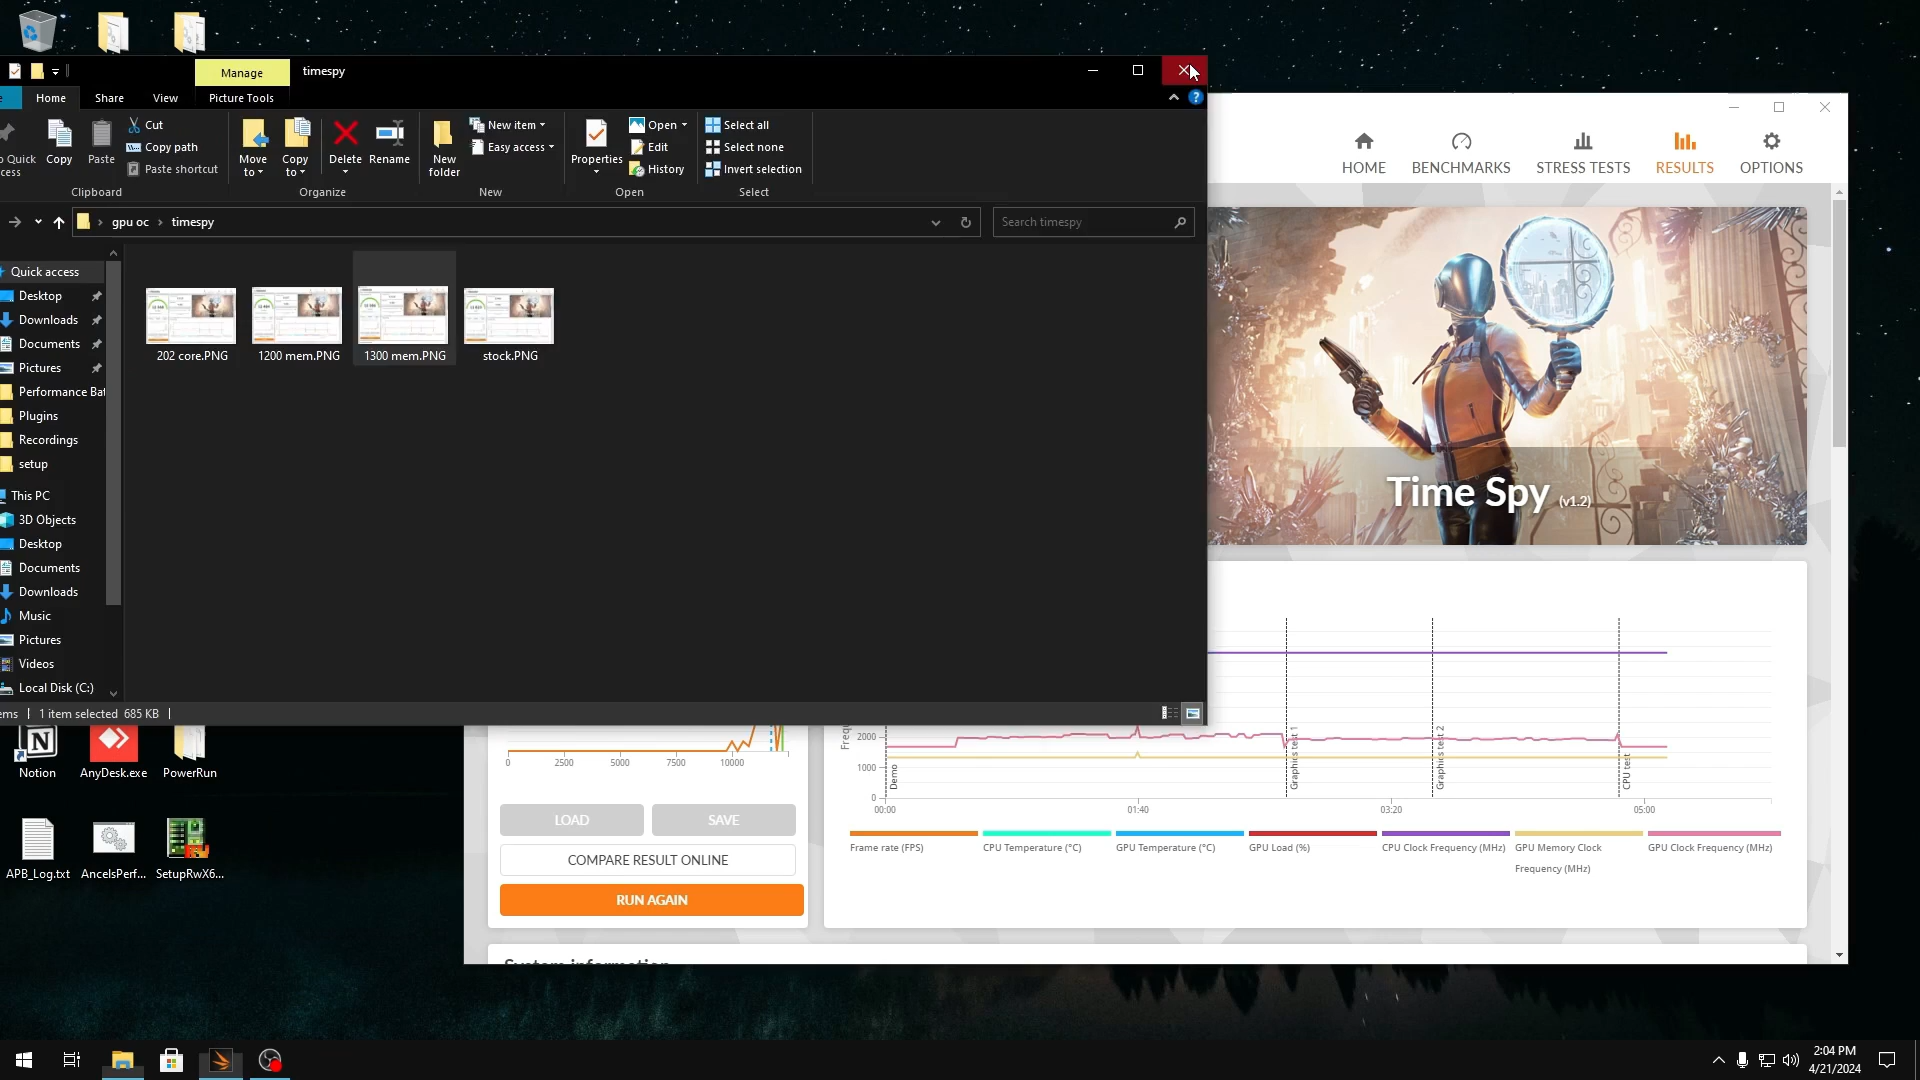 Manage
timespy
Home
Share
View
Picture Tools
Cut
Copy path
Paste shortcut
Copy
Paste
Clipboard
Move to
Copy to
Delete
Rename
Organize
New folder
New item
Easy access
New
Properties
Open
Edit
History
Open
Select all
Select none
Invert selection
Select
gpu oc
timespy
Search timespy
Quick access
Desktop
Downloads
Documents
Pictures
Performance Bat
Plugins
Recordings
setup
This PC
3D Objects
Desktop
Documents
Downloads
Music
Pictures
Videos
Local Disk (C:)
202 core.PNG
1200 mem.PNG
1300 mem.PNG
stock.PNG
1 item selected 685 KB
HOME
BENCHMARKS
STRESS TESTS
RESULTS
OPTIONS
Time Spy (v1.2)
Graphics test 1
Graphics test 2
CPU test
Demo
2000
1000
0
00:00
01:40
03:20
05:00
Frame rate (FPS)
CPU Temperature (°C)
GPU Temperature (°C)
GPU Load (%)
CPU Clock Frequency (MHz)
GPU Memory Clock
Frequency (MHz)
GPU Clock Frequency (MHz)
0
2500
5000
7500
10000
LOAD
SAVE
COMPARE RESULT ONLINE
RUN AGAIN
System information
Notion
AnyDesk.exe
PowerRun
APB_Log.txt
AncelsPerf...
SetupRwX6...
2:04 PM
4/21/2024